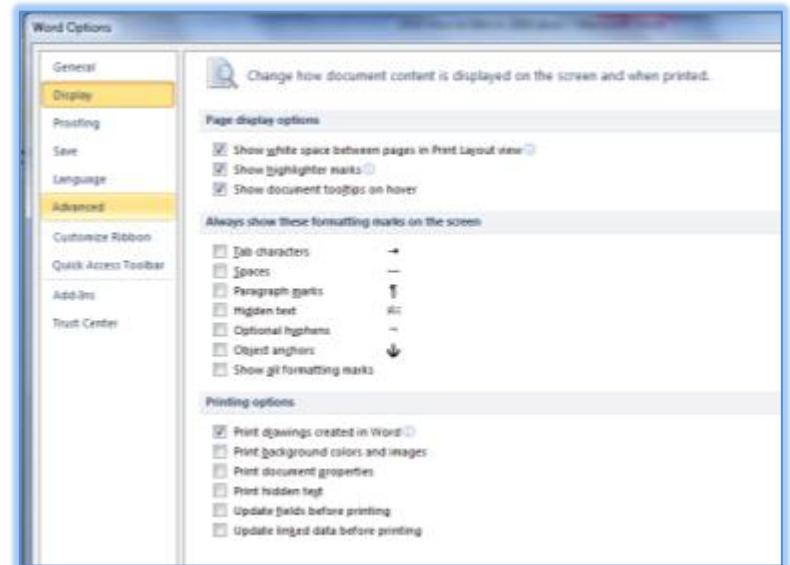 Word Options
General
Display
Proofing
Save
Language
Advanced
Customize Ribbon
Quick Access Toolbar
Add-Ins
Trust Center
Change how document content is displayed on the screen and when printed.
Page display options
Show white space between pages in Print Layout view
Show highlighter marks
Show document tooltips on hover
Always show these formatting marks on the screen
Tab characters →
Spaces
Paragraph marks ¶
Hidden text abc
Optional hyphens ¬
Object anchors
Show all formatting marks
Printing options
Print drawings created in Word
Print background colors and images
Print document properties
Print hidden text
Update fields before printing
Update linked data before printing